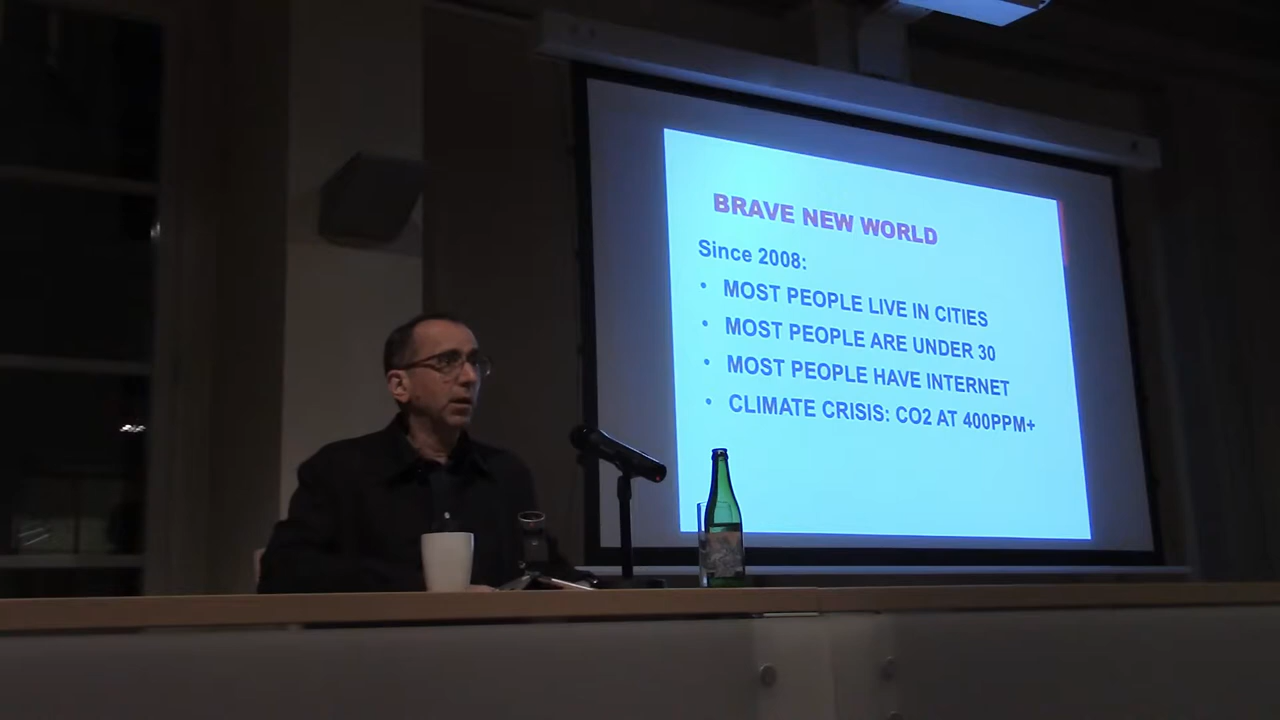 BRAVE NEW WORLD
Since 2008:
• MOST PEOPLE LIVE IN CITIES
• MOST PEOPLE ARE UNDER 30
• MOST PEOPLE HAVE INTERNET
• CLIMATE CRISIS: CO2 AT 400PPM+